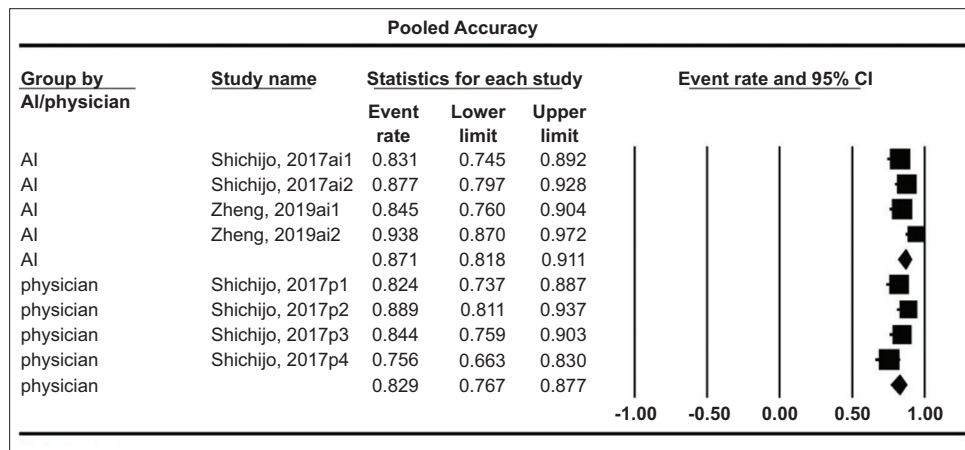 Pooled Accuracy
Group by Study name Statistics for each study Event rate and 95% CI
AI/physician
Event Lower Upper
rate limit limit
AI Shichijo, 2017ai1 0.831 0.745 0.892
AI Shichijo, 2017ai2 0.877 0.797 0.928
AI Zheng, 2019ai1 0.845 0.760 0.904
AI Zheng, 2019ai2 0.938 0.870 0.972
AI 0.871 0.818 0.911
physician Shichijo, 2017p1 0.824 0.737 0.887
physician Shichijo, 2017p2 0.889 0.811 0.937
physician Shichijo, 2017p3 0.844 0.759 0.903
physician Shichijo, 2017p4 0.756 0.663 0.830
physician 0.829 0.767 0.877
-1.00 -0.50 0.00 0.50 1.00